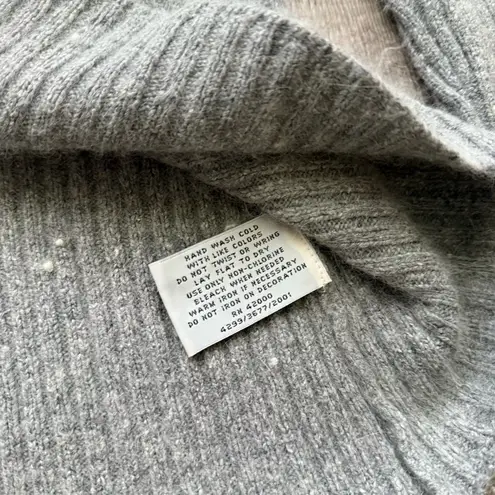 HAND WASH COLD
WITH LIKE COLORS
DO NOT TWIST OR WRING
LAY FLAT TO DRY
USE ONLY NON-CHLORINE
BLEACH WHEN NEEDED
WARM IRON IF NECESSARY
DO NOT IRON ON DECORATION
RN 42000
4299/3677/2001